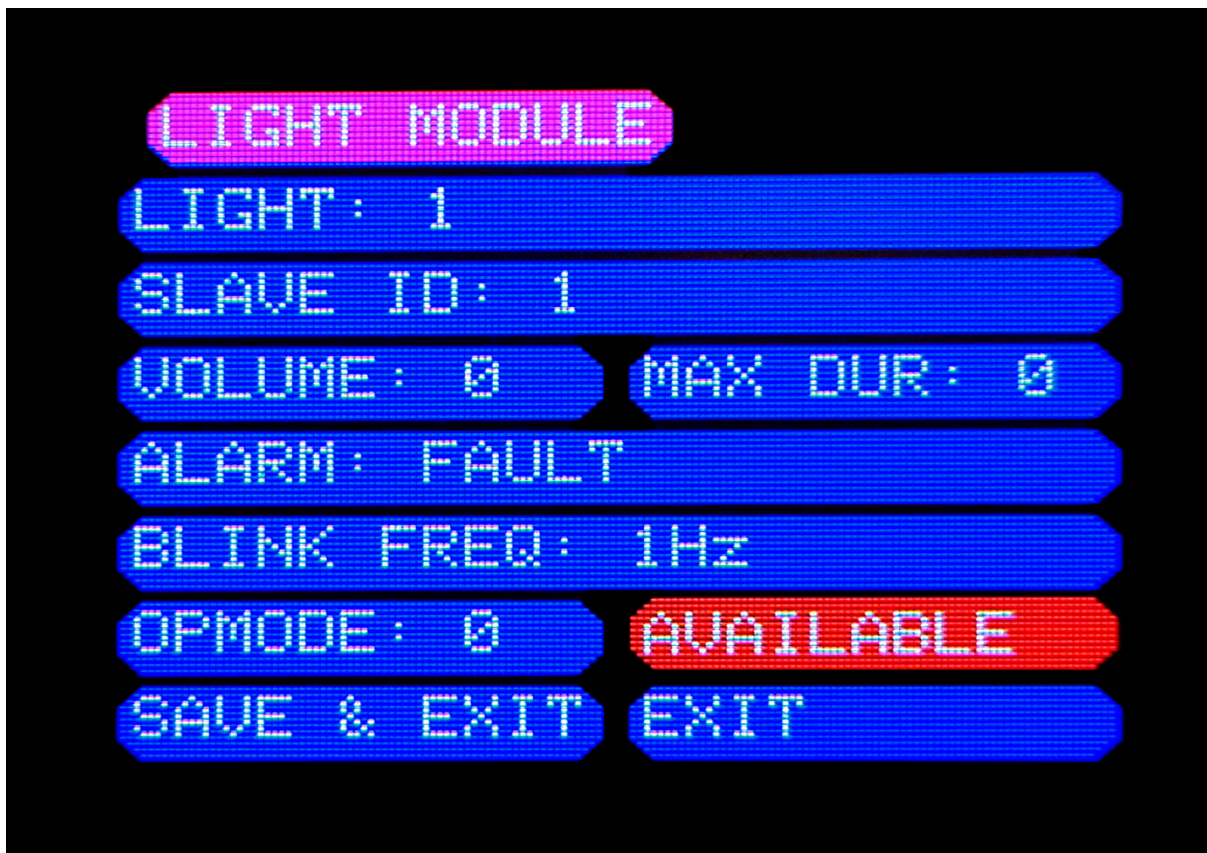 LIGHT MODULE
LIGHT: 1
SLAVE ID: 1
VOLUME: 0 MAX DUR: 0
ALARM: FAULT
BLINK FREQ: 1Hz
OPMODE: 0 AVAILABLE
SAVE & EXIT EXIT